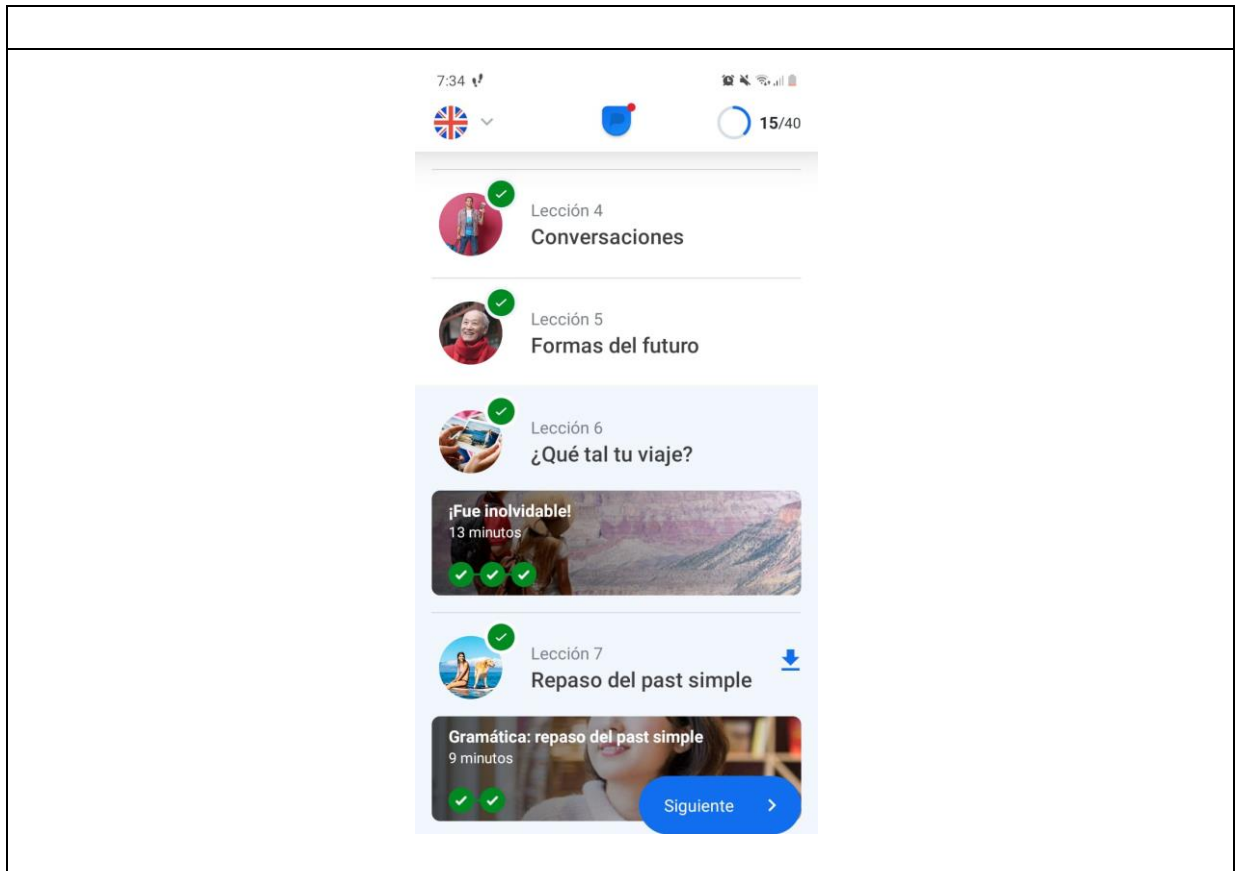 7:34
15/40
Lección 4
Conversaciones
Lección 5
Formas del futuro
Lección 6
¿Qué tal tu viaje?
¡Fue inolvidable!
13 minutos
Lección 7
Repaso del past simple
Gramática: repaso del past simple
9 minutos
Siguiente